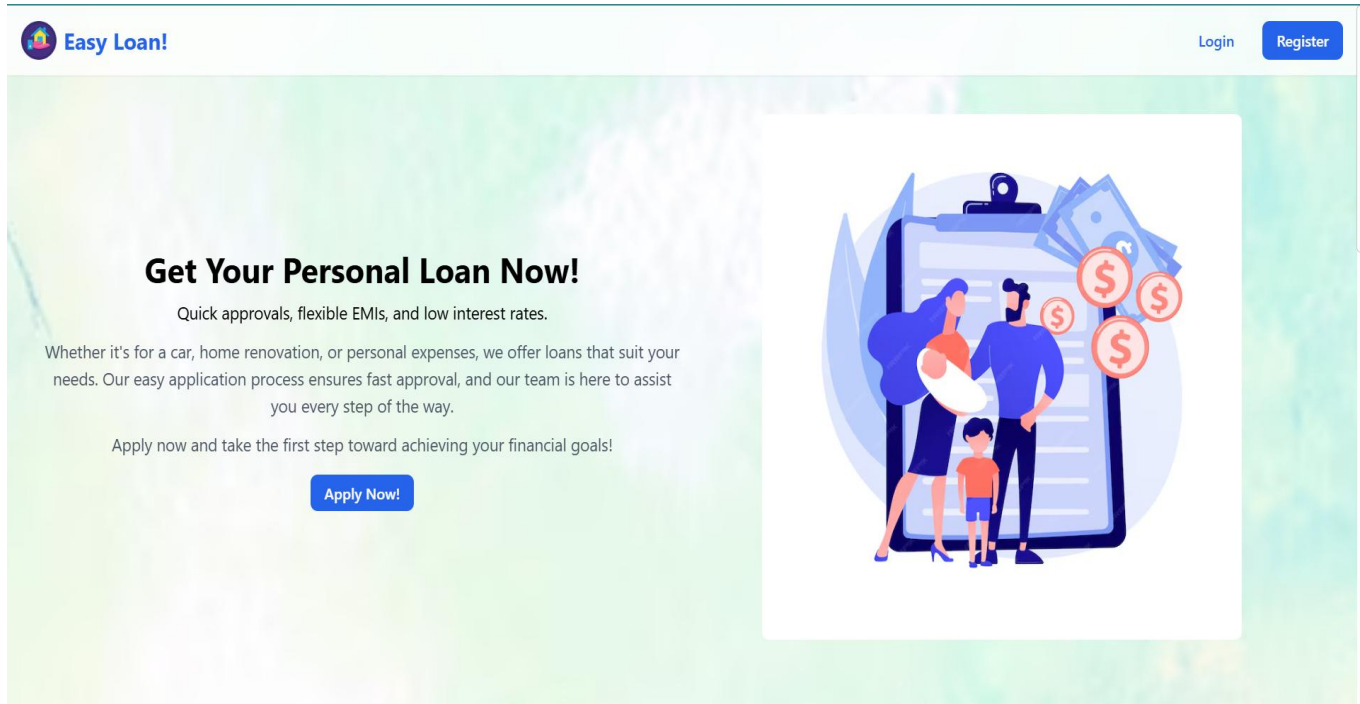 Easy Loan!
Login
Register
Get Your Personal Loan Now!
Quick approvals, flexible EMIs, and low interest rates.
Whether it's for a car, home renovation, or personal expenses, we offer loans that suit your
needs. Our easy application process ensures fast approval, and our team is here to assist
you every step of the way.
Apply now and take the first step toward achieving your financial goals!
Apply Now!
$
$
$
$